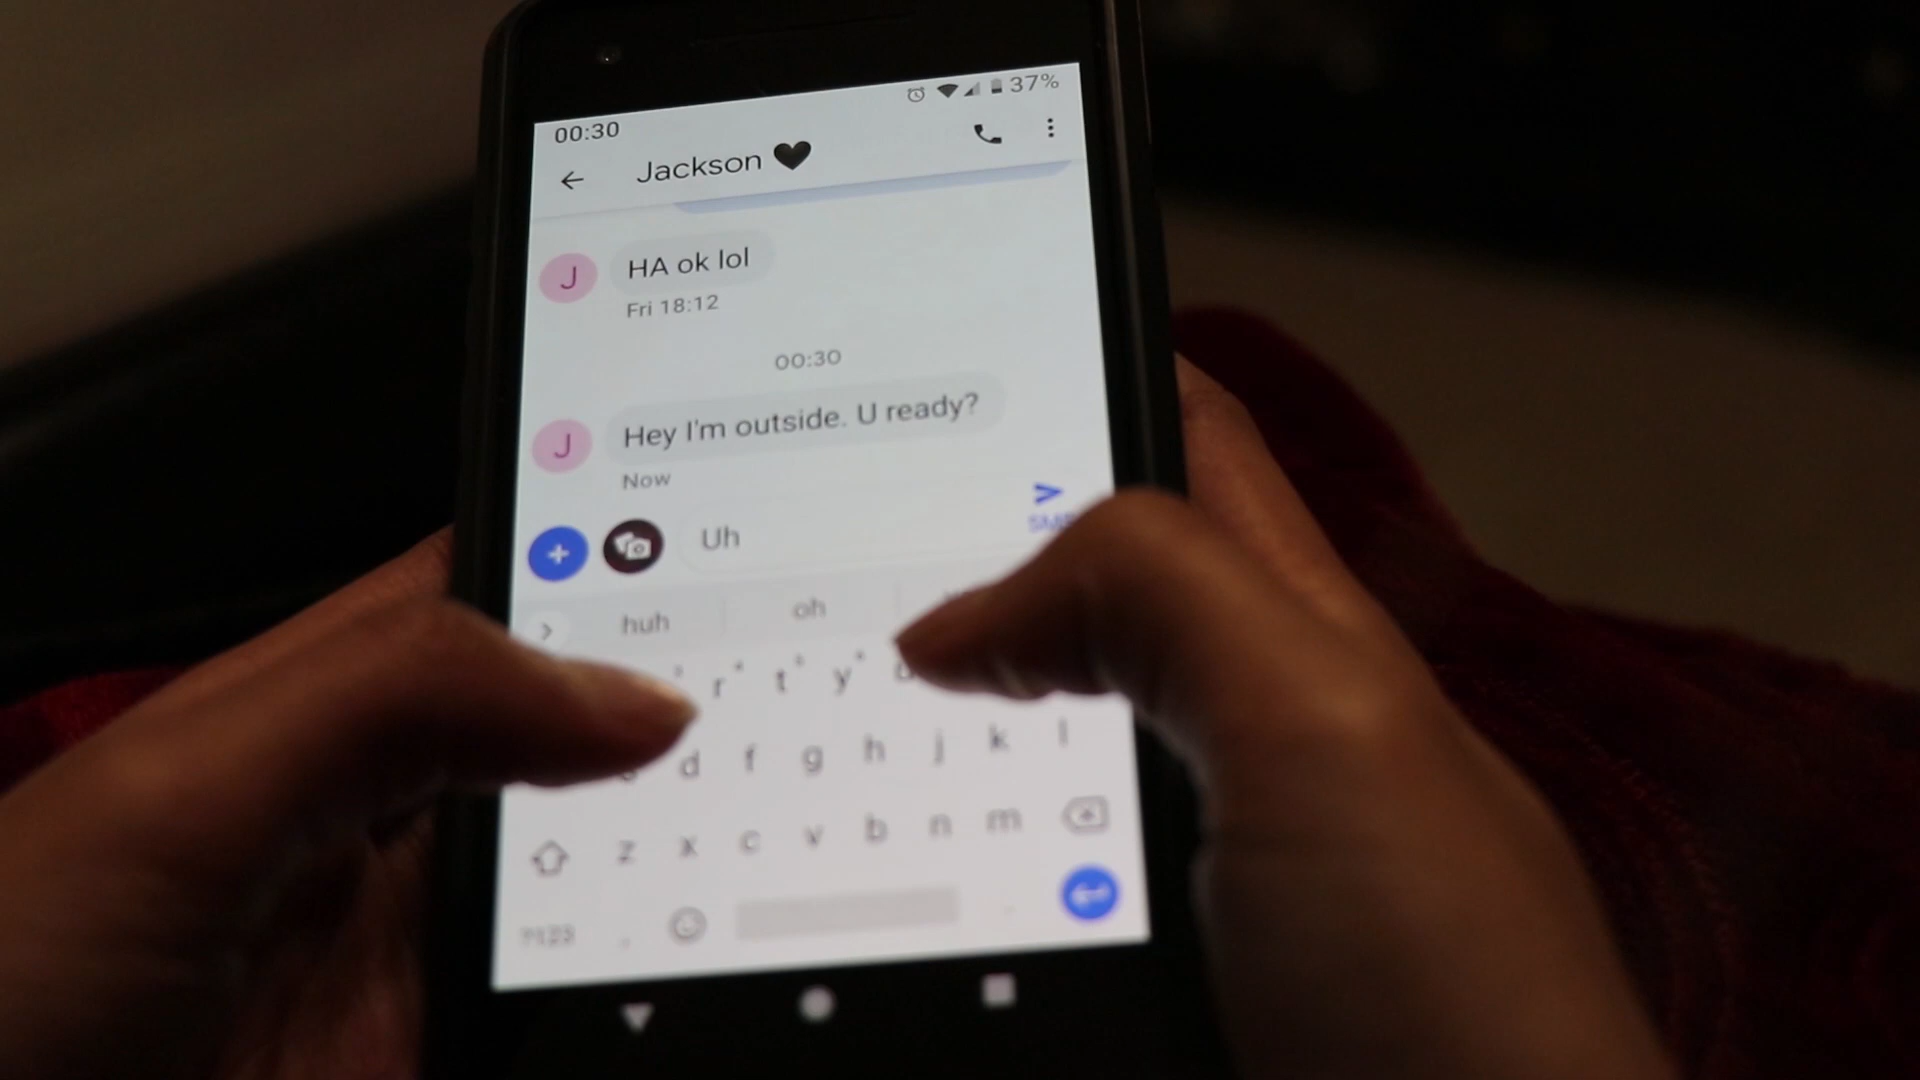 00:30
37%
Jackson 🖤
J
HA ok lol
Fri 18:12
00:30
J
Hey I'm outside. U ready?
Now
Uh
huh
oh
r t y
d f g h j k l
z x c v b n m
?123 , .